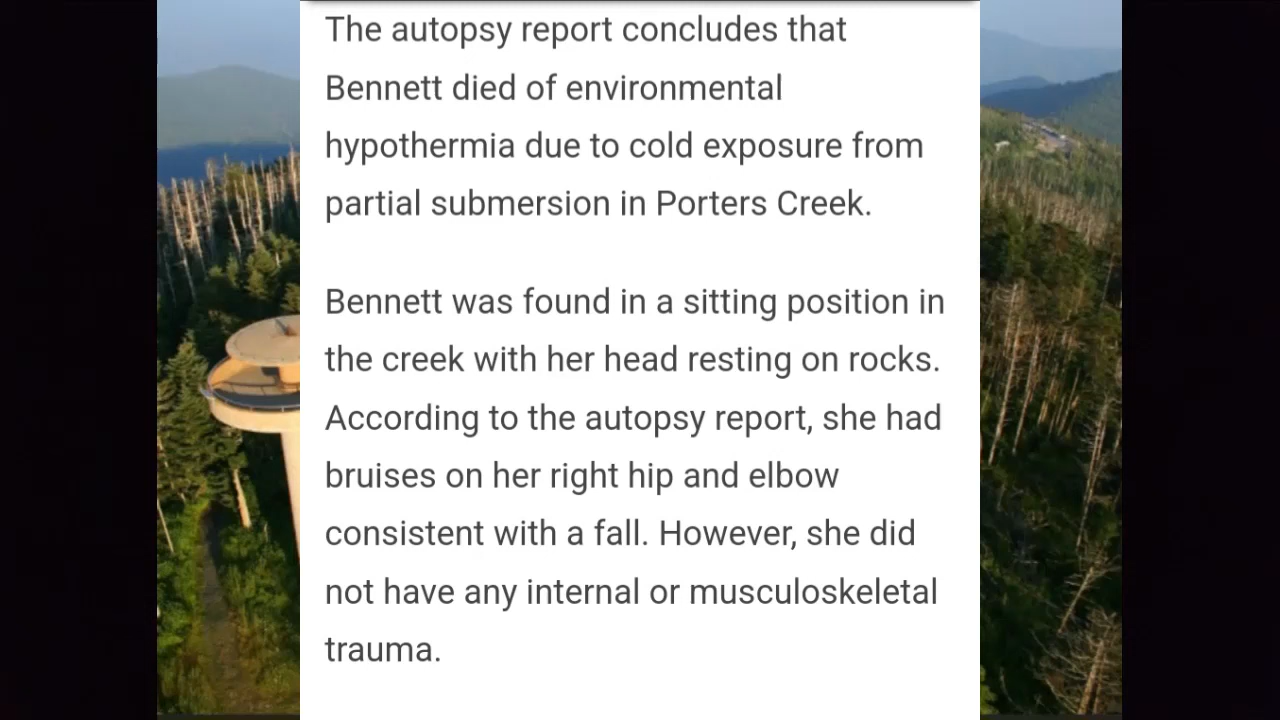 The autopsy report concludes that
Bennett died of environmental
hypothermia due to cold exposure from
partial submersion in Porters Creek.
Bennett was found in a sitting position in
the creek with her head resting on rocks.
According to the autopsy report, she had
bruises on her right hip and elbow
consistent with a fall. However, she did
not have any internal or musculoskeletal
trauma.